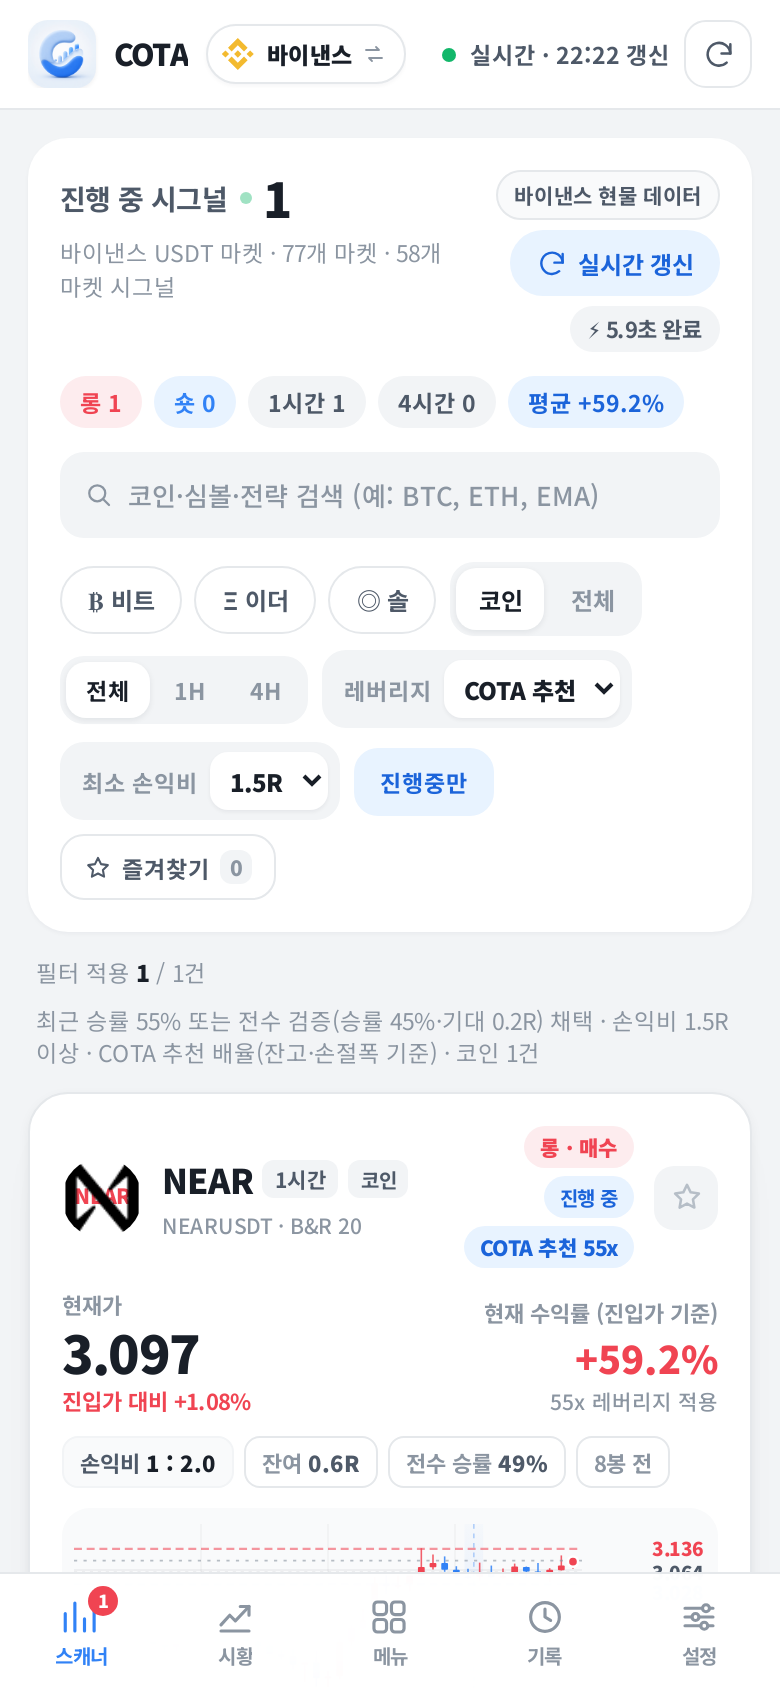 COTA
바이낸스
실시간 · 22:22 갱신
진행 중 시그널
1
바이낸스 USDT 마켓 · 77개 마켓 · 58개
마켓 시그널
바이낸스 현물 데이터
실시간 갱신
⚡ 5.9초 완료
롱 1
숏 0
1시간 1
4시간 0
평균 +59.2%
코인·심볼·전략 검색 (예: BTC, ETH, EMA)
₿ 비트
Ξ 이더
◎ 솔
코인
전체
전체
1H
4H
레버리지
COTA 추천
최소 손익비
1.5R
진행중만
즐겨찾기 0
필터 적용 1 / 1건
최근 승률 55% 또는 전수 검증(승률 45%·기대 0.2R) 채택 · 손익비 1.5R
이상 · COTA 추천 배율(잔고·손절폭 기준) · 코인 1건
NEAR
NEAR
1시간
코인
NEARUSDT · B&R 20
롱 · 매수
진행 중
COTA 추천 55x
현재가
3.097
진입가 대비 +1.08%
현재 수익률 (진입가 기준)
+59.2%
55x 레버리지 적용
손익비 1 : 2.0
잔여 0.6R
전수 승률 49%
8봉 전
3.136
1
스캐너
시황
메뉴
기록
설정